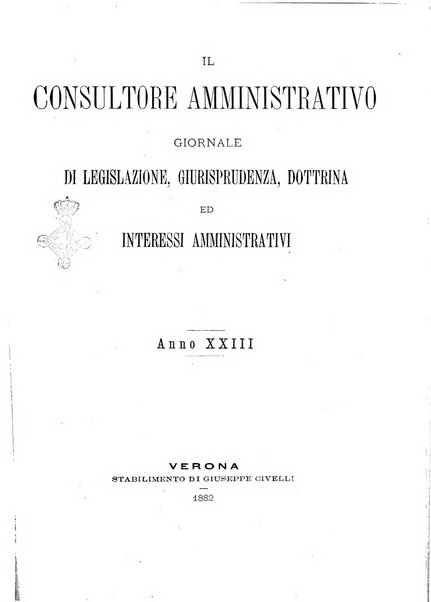 IL
CONSULTORE AMMINISTRATIVO
GIORNALE
DI LEGISLAZIONE, GIURISPRUDENZA, DOTTRINA
ED
INTERESSI AMMINISTRATIVI
Anno XXIII
VERONA
STABILIMENTO DI GIUSEPPE CIVELLI
1882